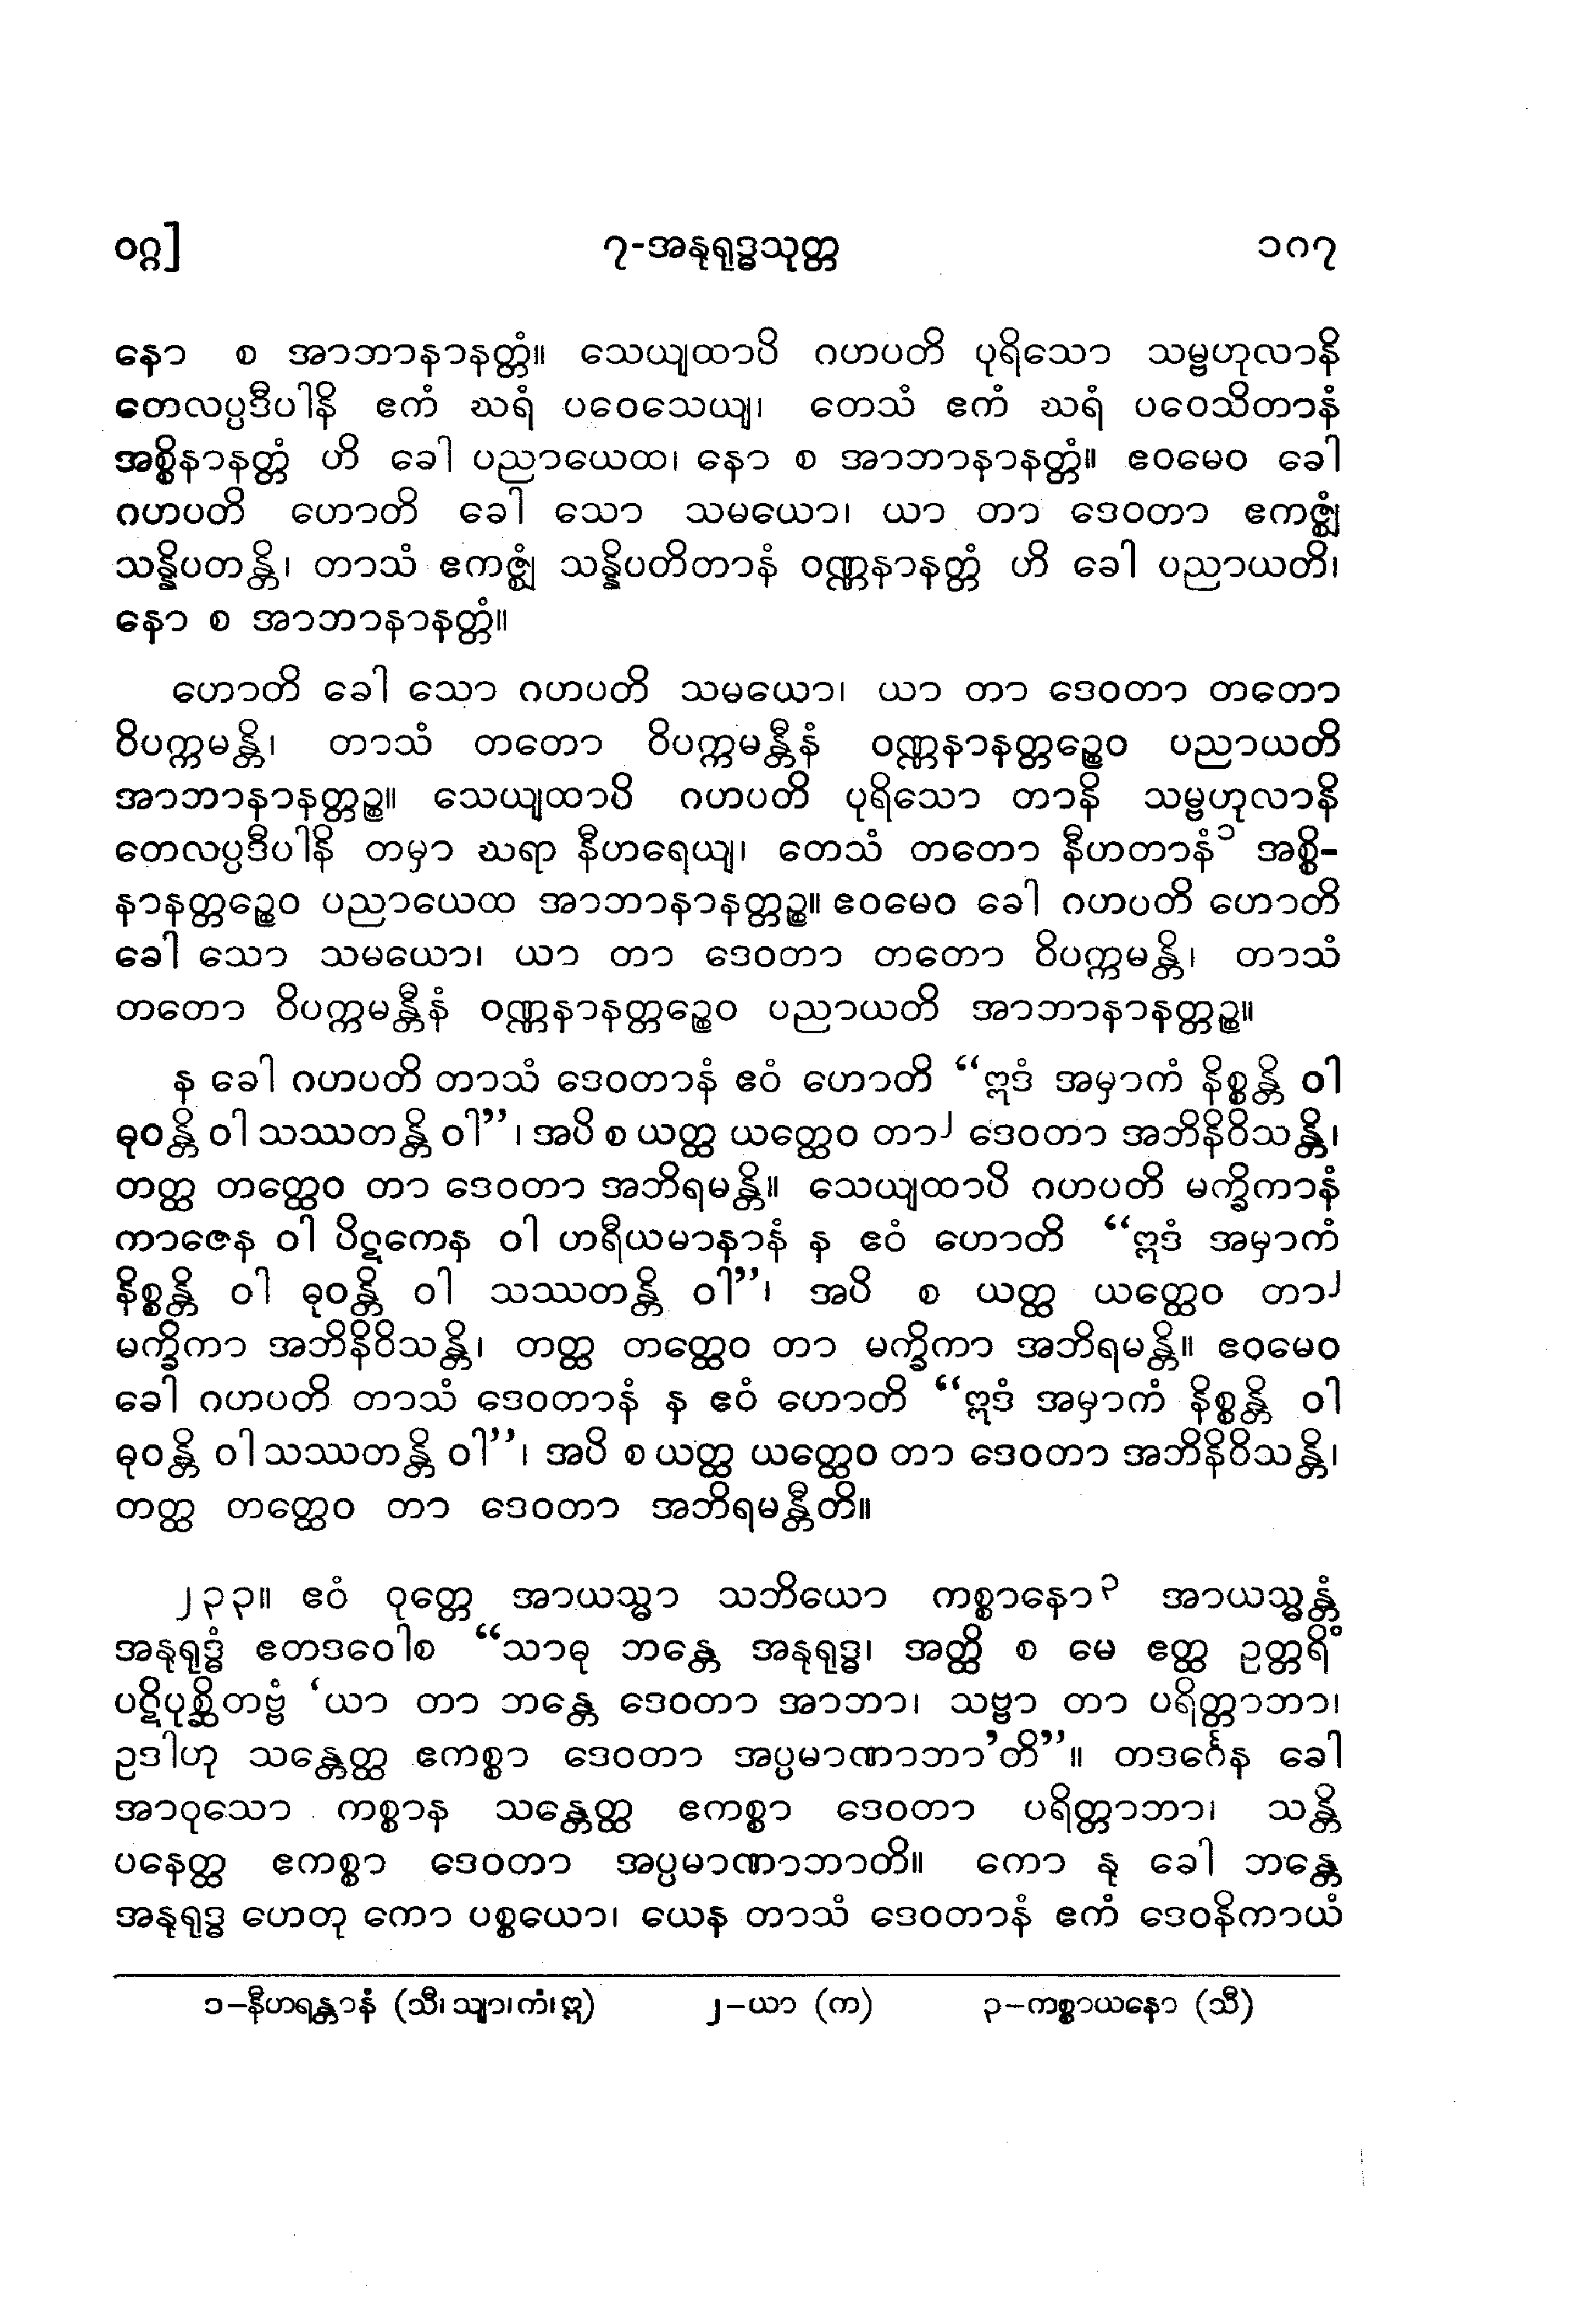 ဝဂ္ဂ] ၇-အနုရုဒ္ဓသုတ္တ ၁၈၇
နော စ အာဘာနာနတ္တံ။ သေယျထာပိ ဂဟပတိ ပုရိသော သမ္ဗဟုလာနိ
တေလပ္ပဒီပါနိ ဧကံ ဃရံ ပဝေသေယျ၊ တေသံ ဧကံ ဃရံ ပဝေသိတာနံ
အစ္စိနာနတ္တံ ဟိ ခေါ ပညာယေထ၊ နော စ အာဘာနာနတ္တံ။ ဧဝမေဝ ခေါ
ဂဟပတိ ဟောတိ ခေါ သော သမယော၊ ယာ တာ ဒေဝတာ ဧကဇ္ဈံ
သန္နိပတန္တိ၊ တာသံ ဧကဇ္ဈံ သန္နိပတိတာနံ ဝဏ္ဏနာနတ္တံ ဟိ ခေါ ပညာယတိ၊
နော စ အာဘာနာနတ္တံ။
ဟောတိ ခေါ သော ဂဟပတိ သမယော၊ ယာ တာ ဒေဝတာ တတော
ဝိပက္ကမန္တိ၊ တာသံ တတော ဝိပက္ကမန္တီနံ ဝဏ္ဏနာနတ္တဉ္စေဝ ပညာယတိ
အာဘာနာနတ္တဉ္စ။ သေယျထာပိ ဂဟပတိ ပုရိသော တာနိ သမ္ဗဟုလာနိ
တေလပ္ပဒီပါနိ တမှာ ဃရာ နီဟရေယျ၊ တေသံ တတော နီဟတာနံ၁ အစ္စိ-
နာနတ္တဉ္စေဝ ပညာယေထ အာဘာနာနတ္တဉ္စ။ ဧဝမေဝ ခေါ ဂဟပတိ ဟောတိ
ခေါ သော သမယော၊ ယာ တာ ဒေဝတာ တတော ဝိပက္ကမန္တိ၊ တာသံ
တတော ဝိပက္ကမန္တီနံ ဝဏ္ဏနာနတ္တဉ္စေဝ ပညာယတိ အာဘာနာနတ္တဉ္စ။
န ခေါ ဂဟပတိ တာသံ ဒေဝတာနံ ဧဝံ ဟောတိ “ဣဒံ အမှာကံ နိစ္စန္တိ ဝါ
ဓုဝန္တိ ဝါ သဿတန္တိ ဝါ”၊ အပိ စ ယတ္ထ ယတ္ထေဝ တာ၂ ဒေဝတာ အဘိနိဝိသန္တိ၊
တတ္ထ တတ္ထေဝ တာ ဒေဝတာ အဘိရမန္တိ။ သေယျထာပိ ဂဟပတိ မက္ခိကာနံ
ကာဇေန ဝါ ပိဋကေန ဝါ ဟရီယမာနာနံ န ဧဝံ ဟောတိ “ဣဒံ အမှာကံ
နိစ္စန္တိ ဝါ ဓုဝန္တိ ဝါ သဿတန္တိ ဝါ”၊ အပိ စ ယတ္ထ ယတ္ထေဝ တာ၂
မက္ခိကာ အဘိနိဝိသန္တိ၊ တတ္ထ တတ္ထေဝ တာ မက္ခိကာ အဘိရမန္တိ။ ဧဝမေဝ
ခေါ ဂဟပတိ တာသံ ဒေဝတာနံ န ဧဝံ ဟောတိ “ဣဒံ အမှာကံ နိစ္စန္တိ ဝါ
ဓုဝန္တိ ဝါ သဿတန္တိ ဝါ”၊ အပိ စ ယတ္ထ ယတ္ထေဝ တာ ဒေဝတာ အဘိနိဝိသန္တိ၊
တတ္ထ တတ္ထေဝ တာ ဒေဝတာ အဘိရမန္တီတိ။
၂၃၃။ ဧဝံ ဝုတ္တေ အာယသ္မာ သဘိယော ကစ္စာနော၃ အာယသ္မန္တံ
အနုရုဒ္ဓံ ဧတဒဝေါစ “သာဓု ဘန္တေ အနုရုဒ္ဓ၊ အတ္ထိ စ မေ ဧတ္ထ ဥတ္တရိံ
ပဋိပုစ္ဆိတဗ္ဗံ ‘ယာ တာ ဘန္တေ ဒေဝတာ အာဘာ၊ သဗ္ဗာ တာ ပရိတ္တာဘာ၊
ဥဒါဟု သန္တေတ္ထ ဧကစ္စာ ဒေဝတာ အပ္ပမာဏာဘာ’တိ”။ တဒင်္ဂေန ခေါ
အာဝုသော ကစ္စာန သန္တေတ္ထ ဧကစ္စာ ဒေဝတာ ပရိတ္တာဘာ၊ သန္တိ
ပနေတ္ထ ဧကစ္စာ ဒေဝတာ အပ္ပမာဏာဘာတိ။ ကော နု ခေါ ဘန္တေ
အနုရုဒ္ဓ ဟေတု ကော ပစ္စယော၊ ယေန တာသံ ဒေဝတာနံ ဧကံ ဒေဝနိကာယံ
၁-နီဟရန္တာနံ (သီ၊ သျာ၊ ကံ၊ ဣ) ၂-ယာ (က) ၃-ကစ္စာယနော (သီ)